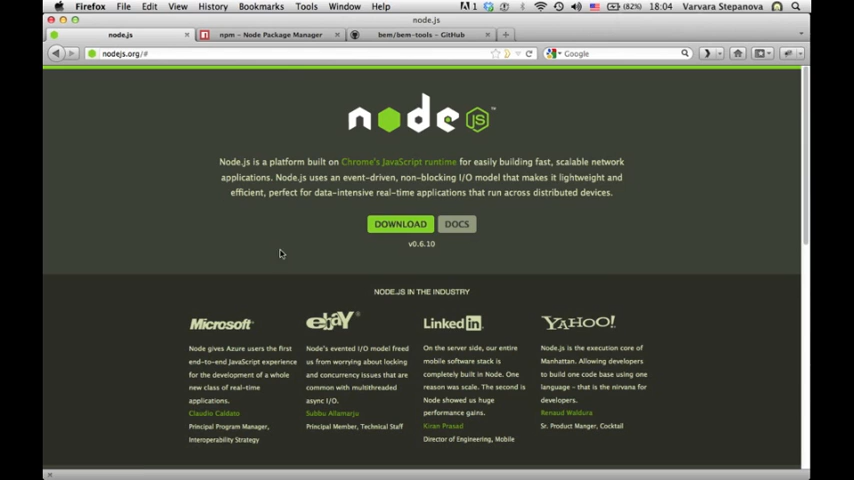 Firefox File Edit View History Bookmarks Tools Window Help 1 (82%) 18:04 Varvara Stepanova
node.js
node.js npm – Node Package Manager bem/bem-tools – GitHub
nodejs.org/# Google
node JS ™
Node.js is a platform built on Chrome's JavaScript runtime for easily building fast, scalable network
applications. Node.js uses an event-driven, non-blocking I/O model that makes it lightweight and
efficient, perfect for data-intensive real-time applications that run across distributed devices.
DOWNLOAD DOCS
v0.6.10
NODE.JS IN THE INDUSTRY
Microsoft
Node gives Azure users the first
end-to-end JavaScript experience
for the development of a whole
new class of real-time
applications.
Claudio Caldato
Principal Program Manager,
Interoperability Strategy
ebaY
Node's evented I/O model freed
us from worrying about locking
and concurrency issues that are
common with multithreaded
async I/O.
Subbu Allamarju
Principal Member, Technical Staff
Linked in
On the server side, our entire
mobile software stack is
completely built in Node. One
reason was scale. The second is
Node showed us huge
performance gains.
Kiran Prasad
Director of Engineering, Mobile
YAHOO!
Node.js is the execution core of
Manhattan. Allowing developers
to build one code base using one
language – that is the nirvana for
developers.
Renaud Waldura
Sr. Product Manger, Cocktail